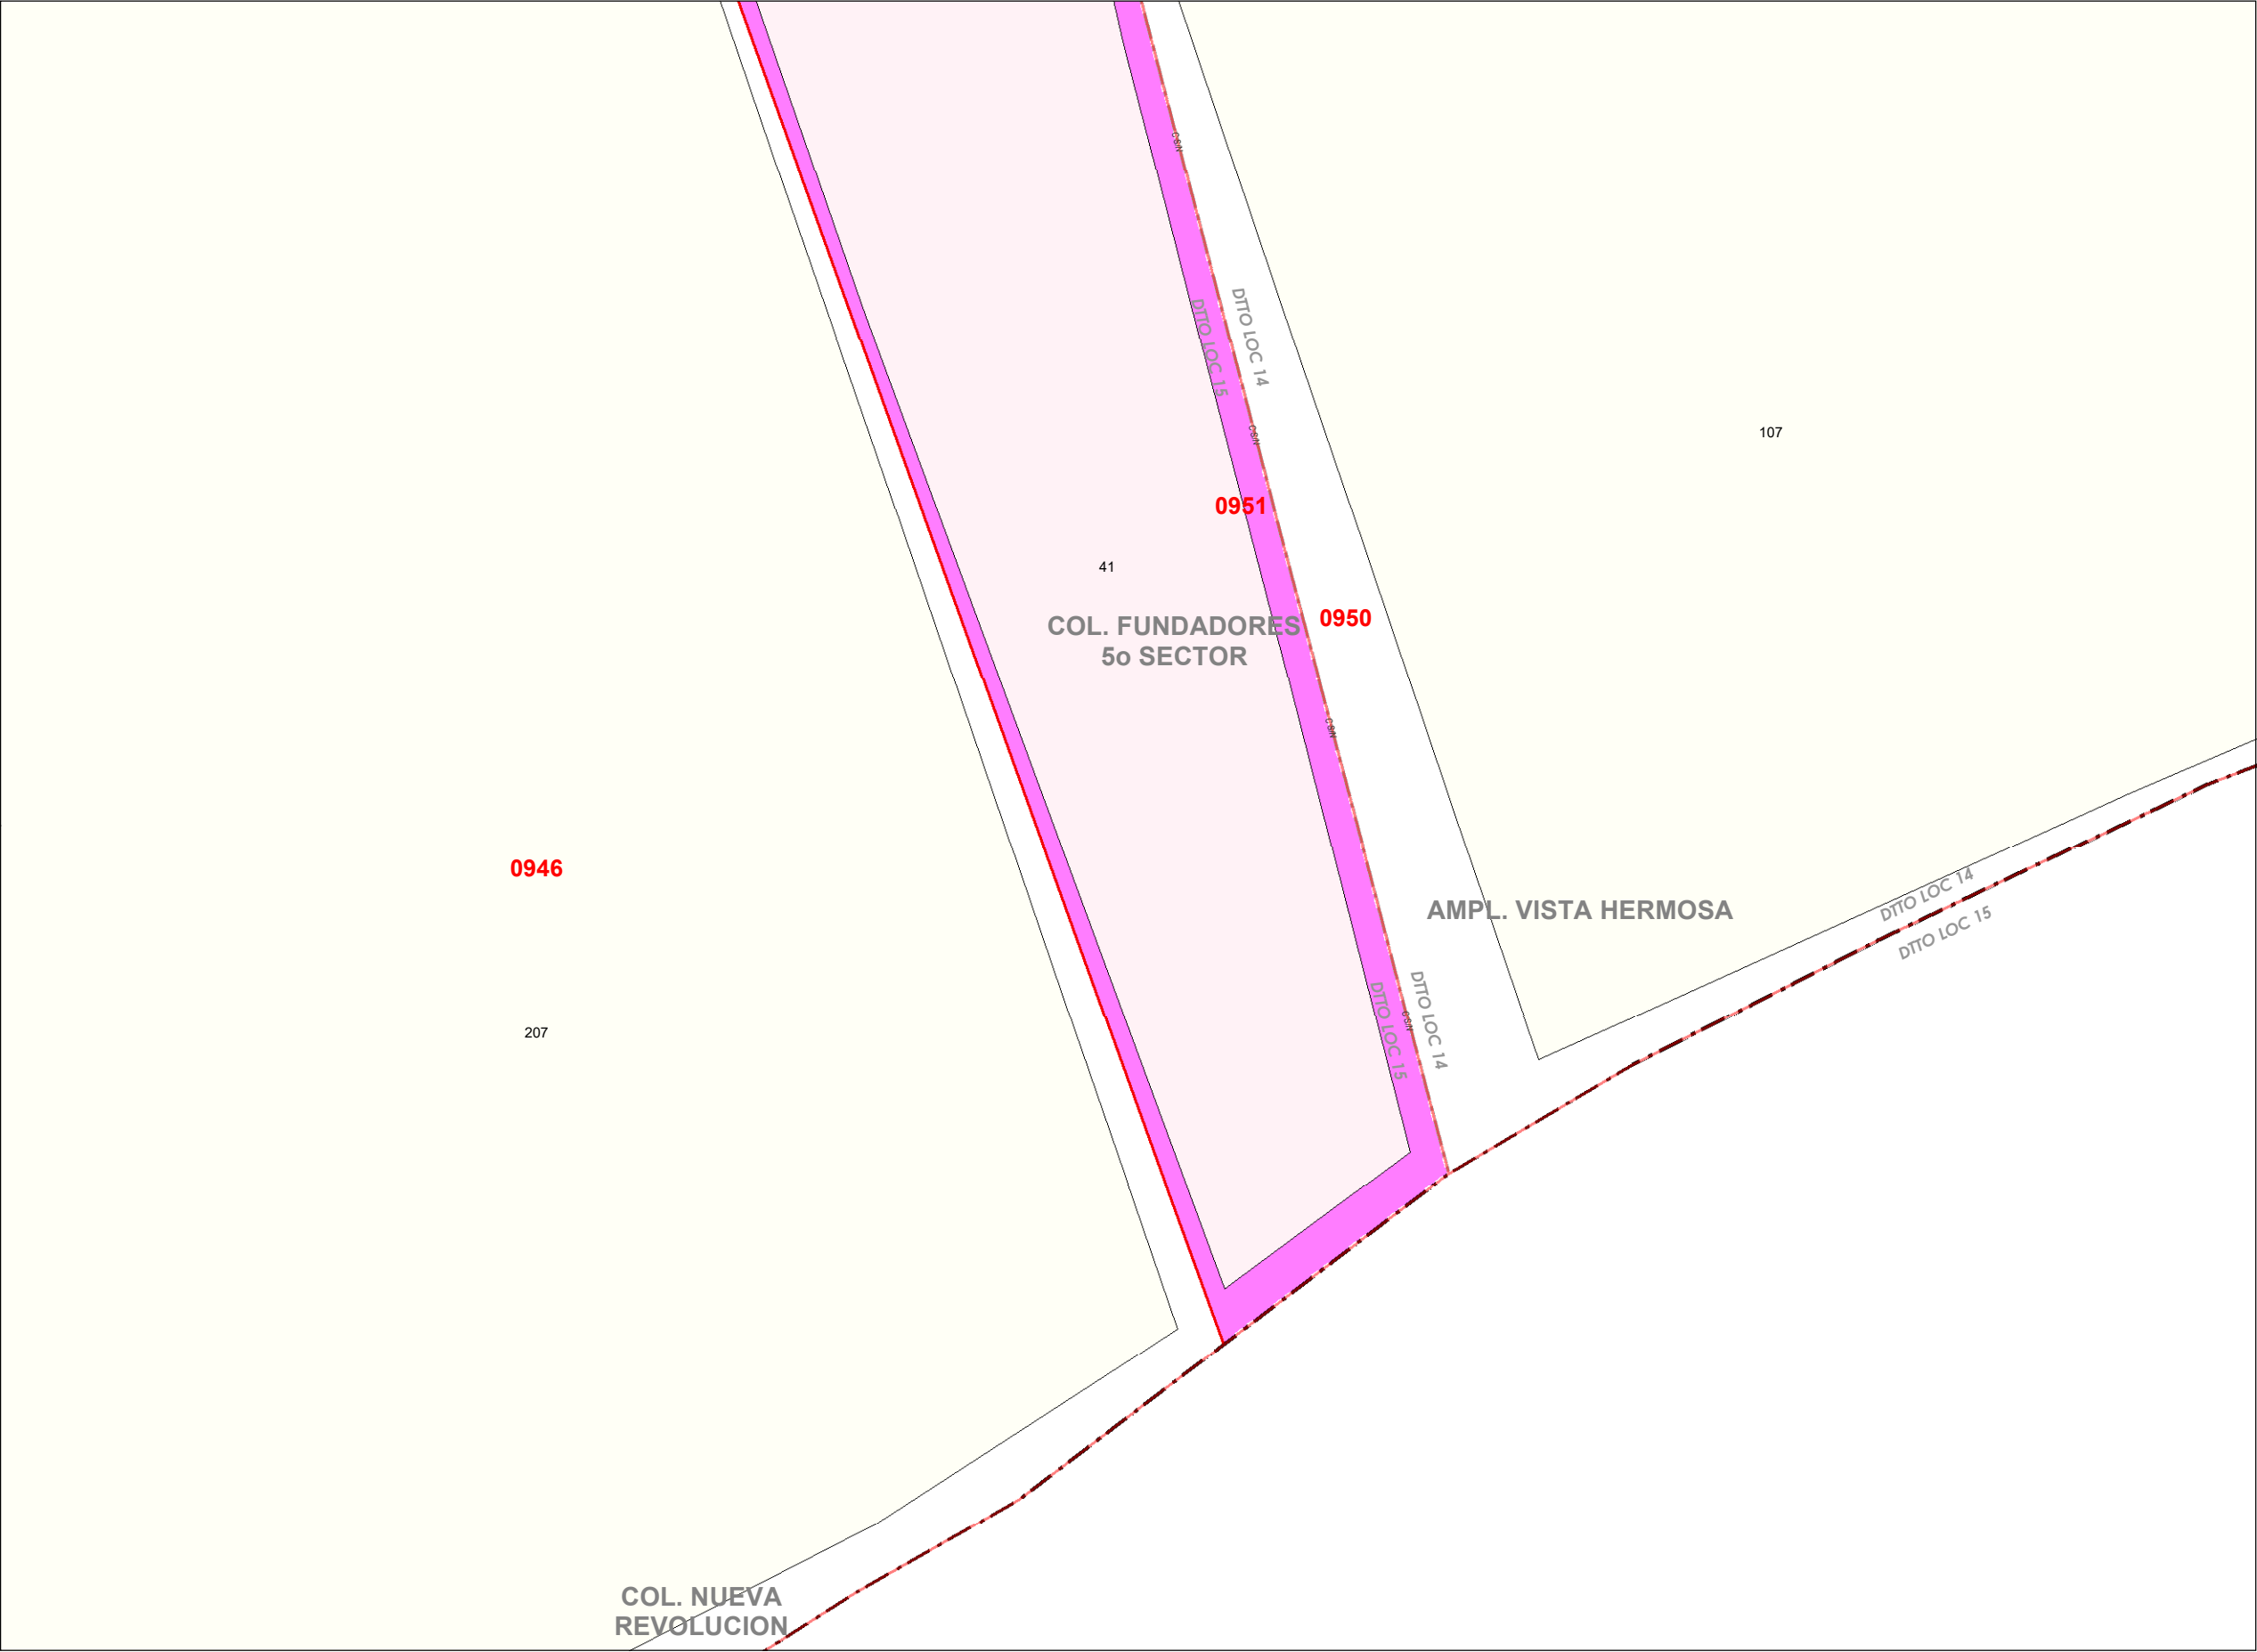 C S/N
DTTO LOC 14
DTTO LOC 15
107
C S/N
0951
41
0950
COL. FUNDADORES
5o SECTOR
C S/N
0946
DTTO LOC 14
AMPL. VISTA HERMOSA
DTTO LOC 15
DTTO LOC 14
DTTO LOC 15
C S/N
207
COL. NUEVA
REVOLUCION